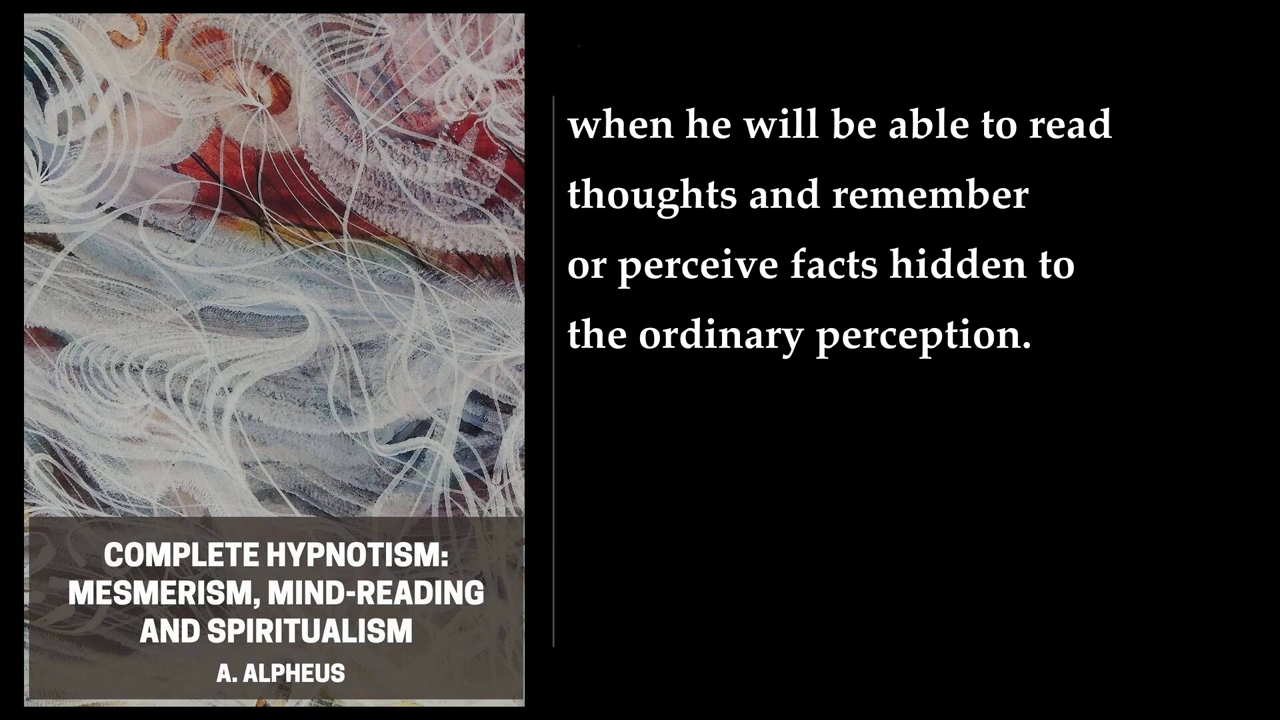 COMPLETE HYPNOTISM:
MESMERISM, MIND-READING
AND SPIRITUALISM
A. ALPHEUS
when he will be able to read
thoughts and remember
or perceive facts hidden to
the ordinary perception.